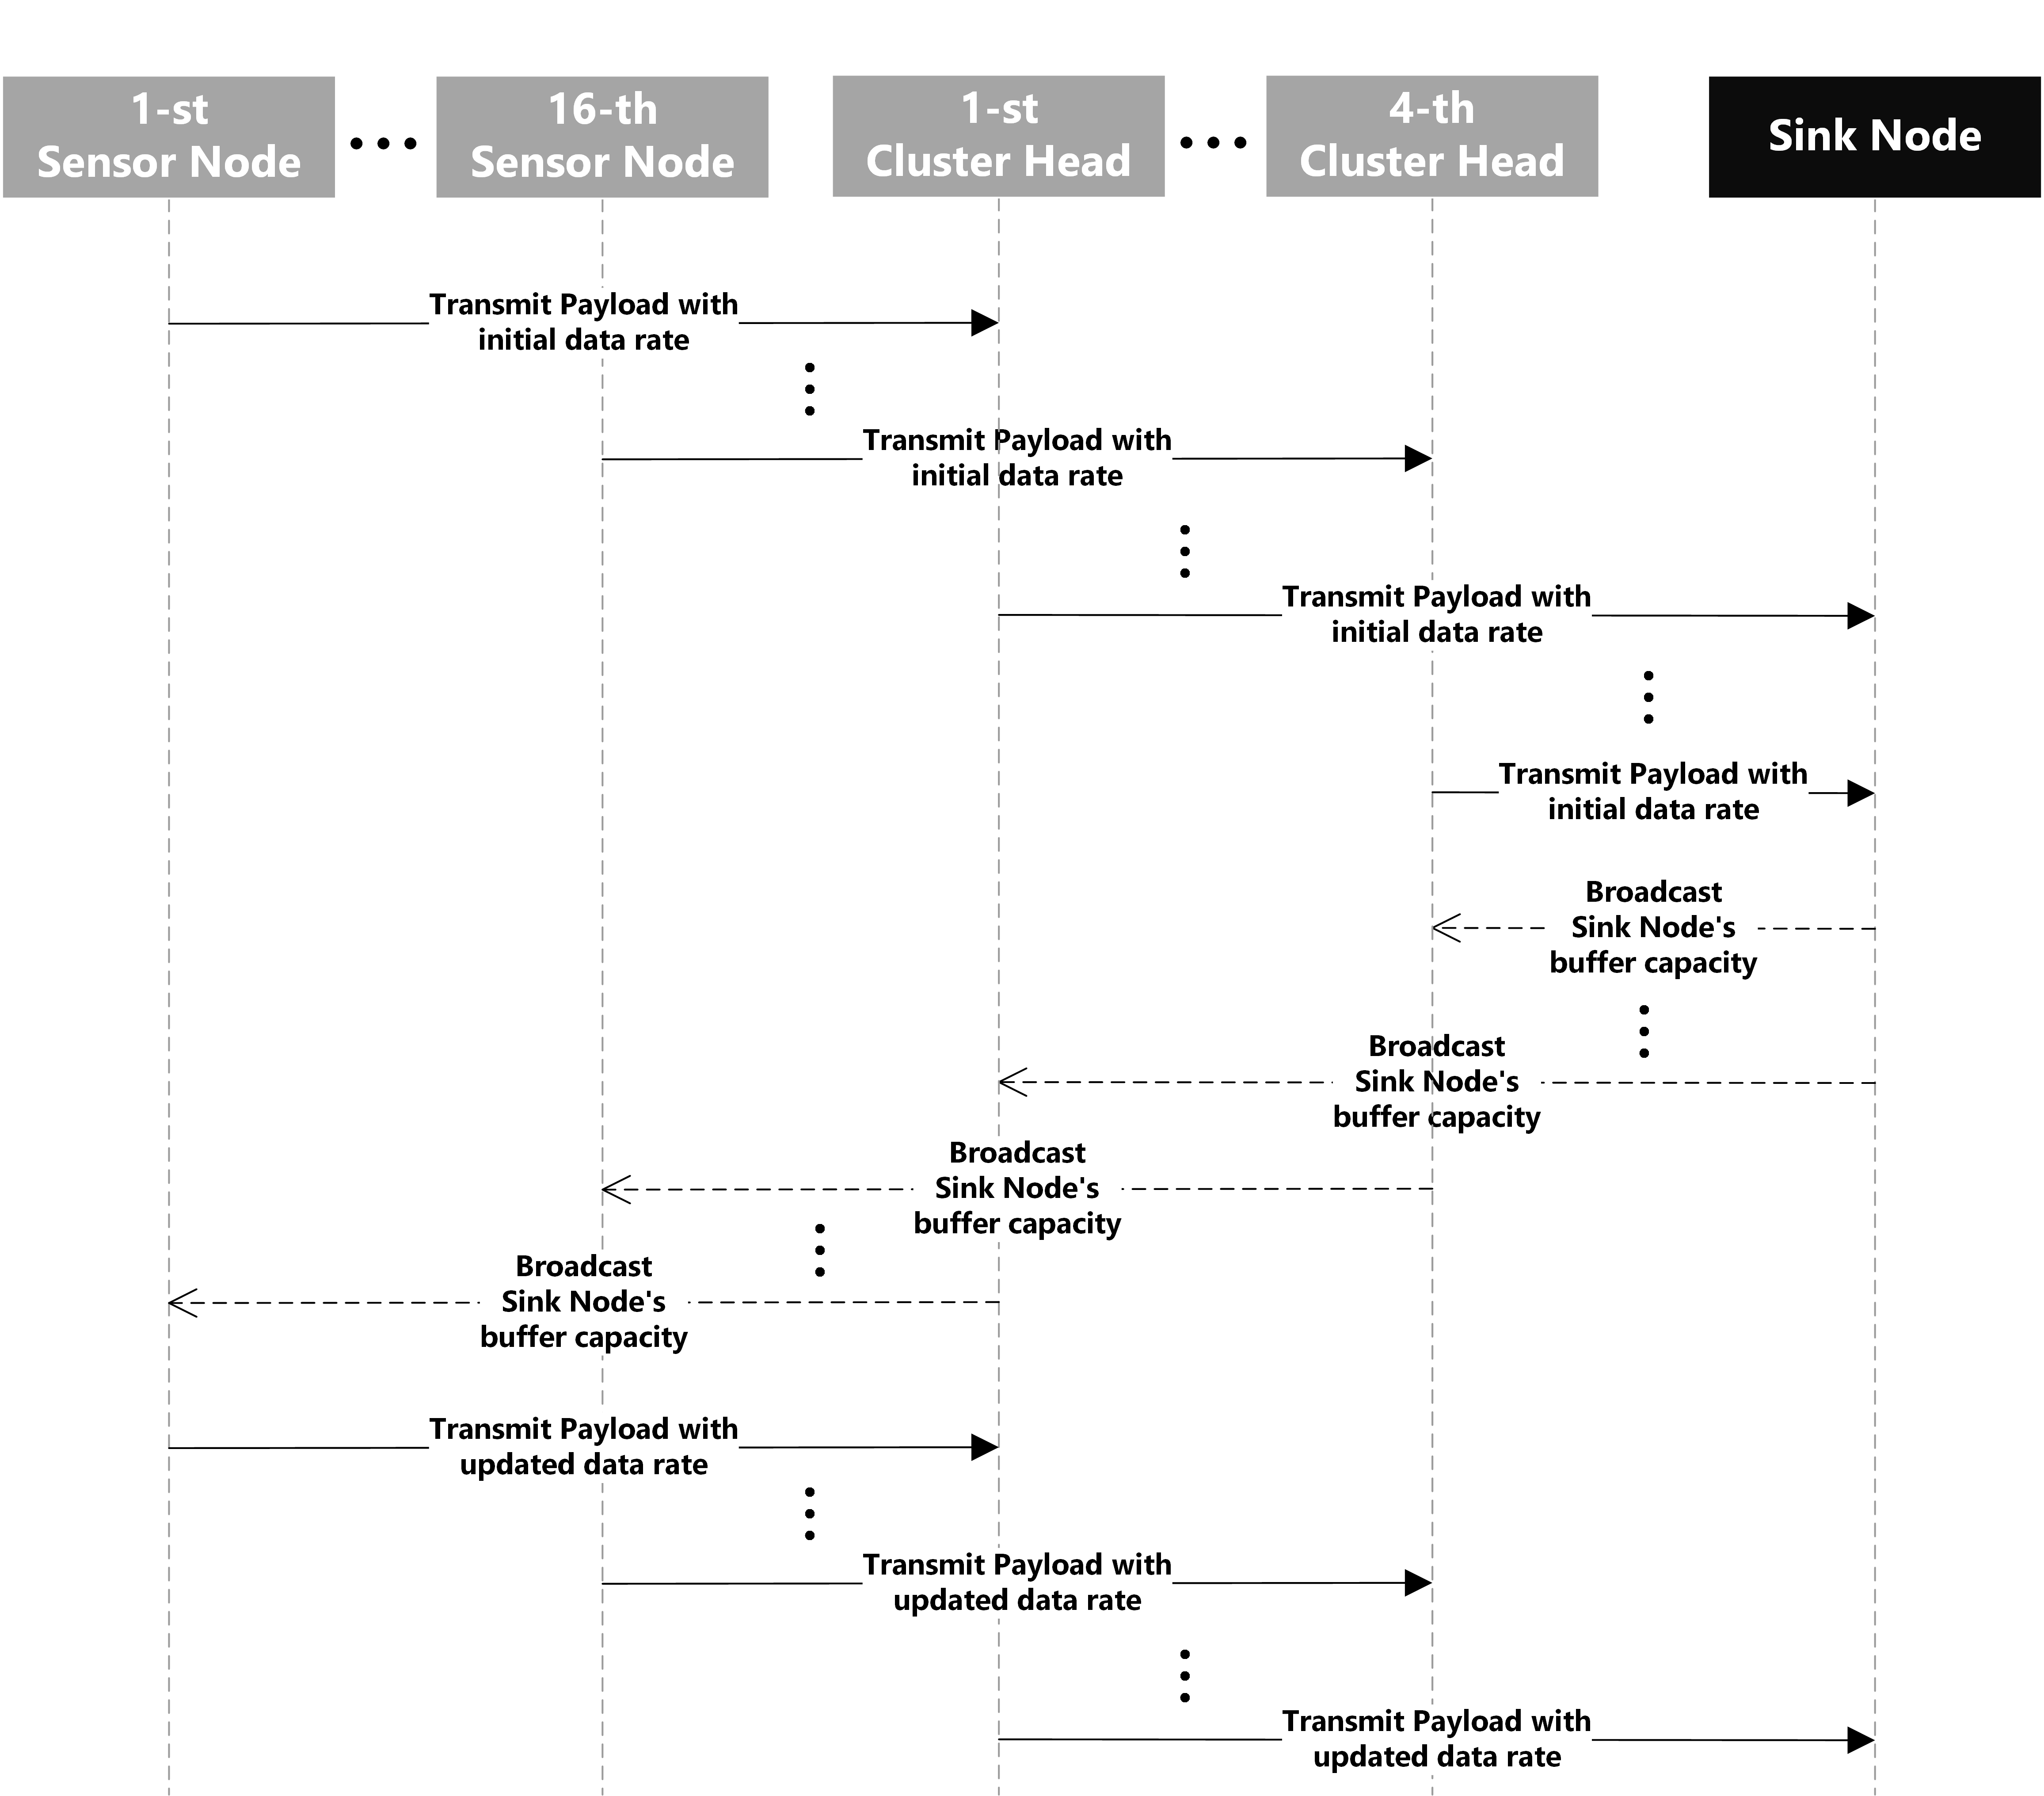 1-st
Sensor Node
16-th
Sensor Node
1-st
Cluster Head
4-th
Cluster Head
Sink Node
Transmit Payload with
initial data rate
Transmit Payload with
initial data rate
Transmit Payload with
initial data rate
Transmit Payload with
initial data rate
Broadcast
Sink Node's
buffer capacity
Broadcast
Sink Node's
buffer capacity
Broadcast
Sink Node's
buffer capacity
Broadcast
Sink Node's
buffer capacity
Transmit Payload with
updated data rate
Transmit Payload with
updated data rate
Transmit Payload with
updated data rate